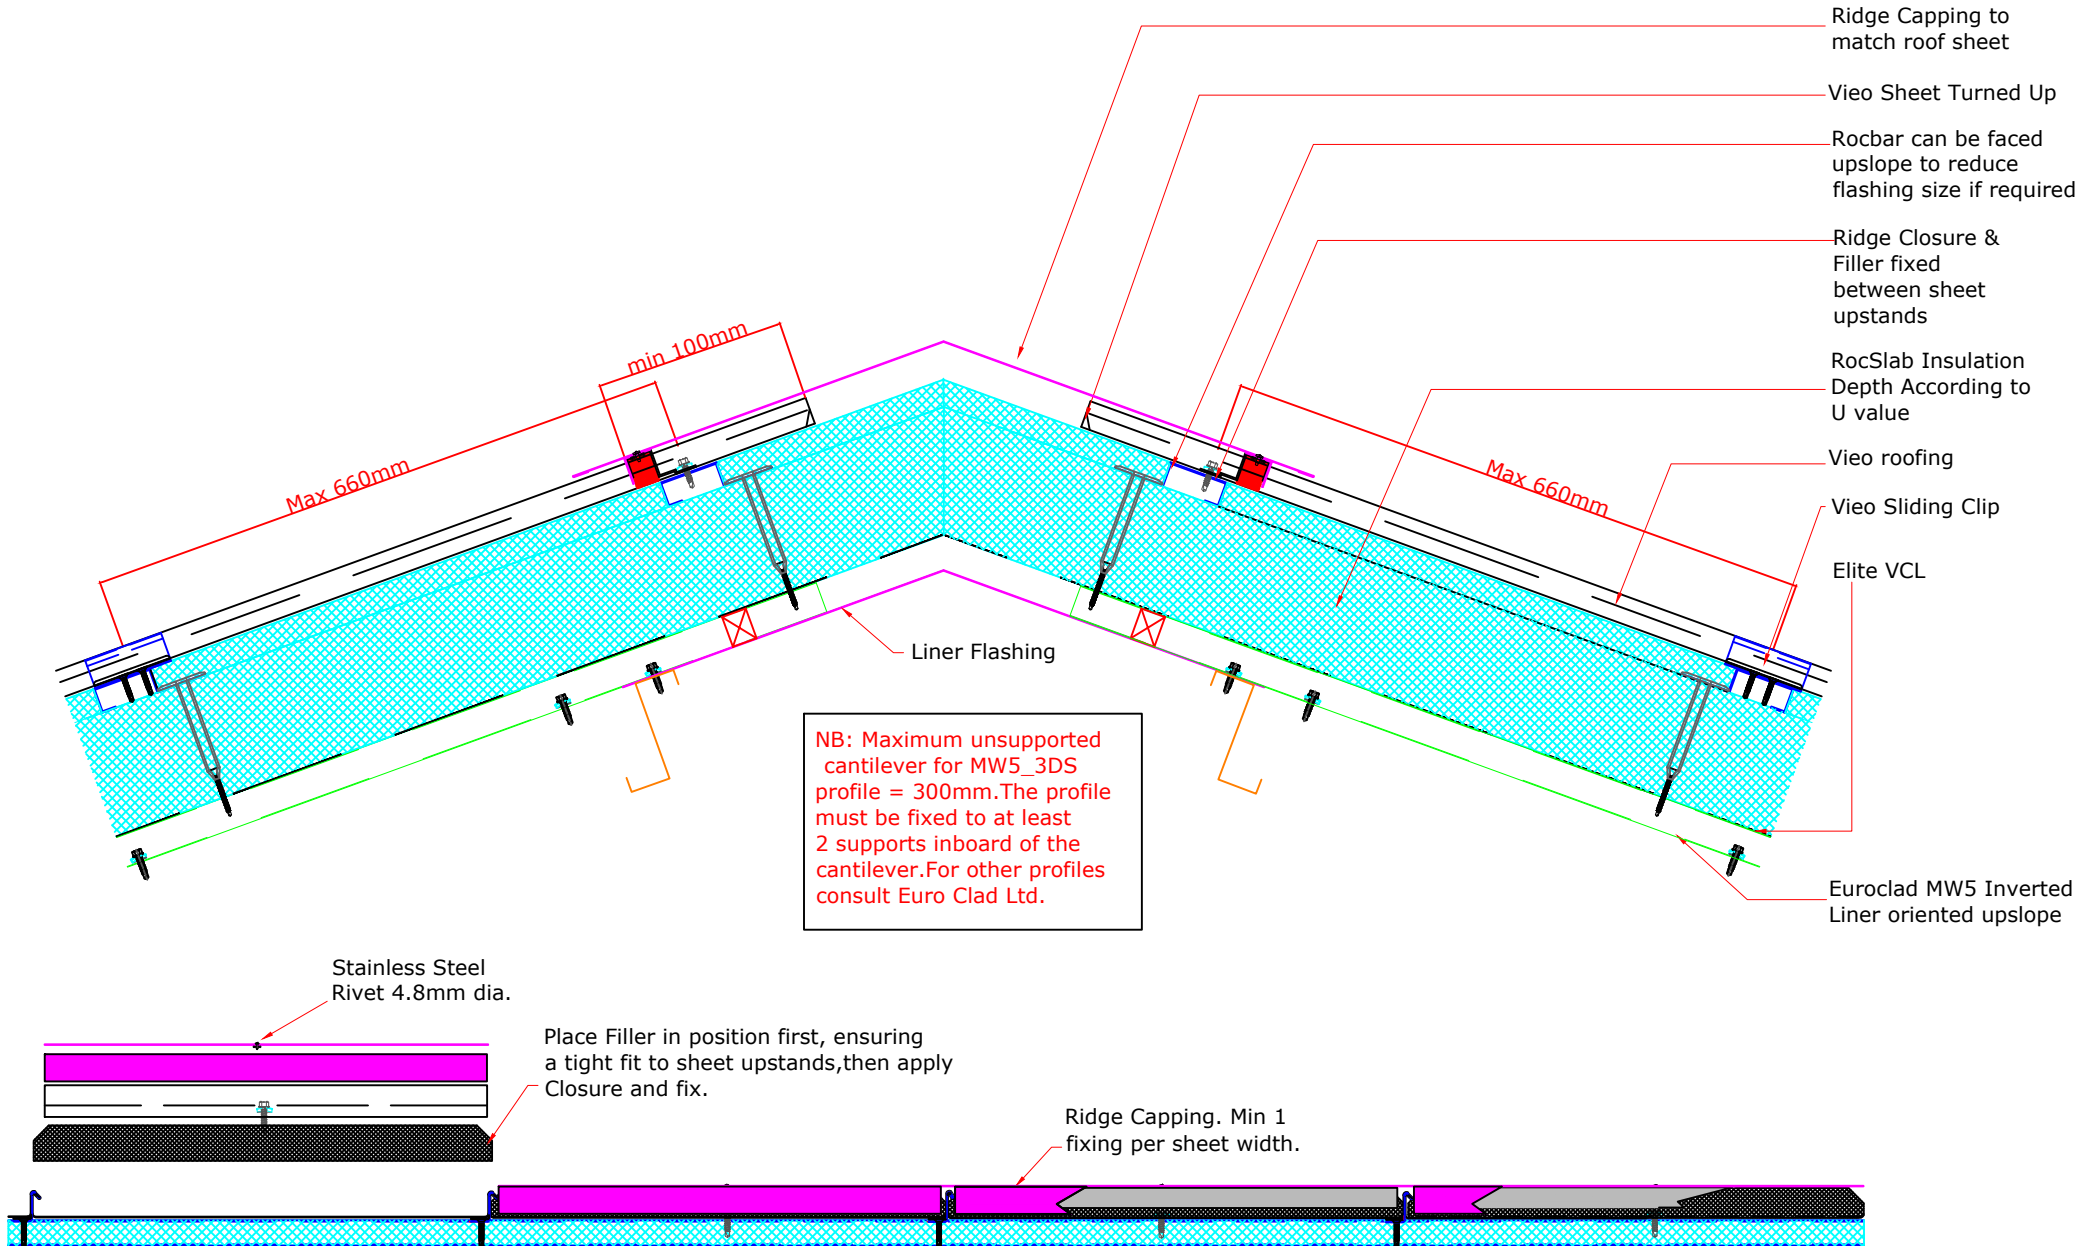 Ridge Capping to
match roof sheet
Vieo Sheet Turned Up
Rocbar can be faced
upslope to reduce
flashing size if required
Ridge Closure &
Filler fixed
between sheet
upstands
RocSlab Insulation
Depth According to
U value
Vieo roofing
Vieo Sliding Clip
Elite VCL
Euroclad MW5 Inverted
Liner oriented upslope
min 100mm
Max 660mm
Max 660mm
Liner Flashing
NB: Maximum unsupported
cantilever for MW5_3DS
profile = 300mm.The profile
must be fixed to at least
2 supports inboard of the
cantilever.For other profiles
consult Euro Clad Ltd.
Stainless Steel
Rivet 4.8mm dia.
Place Filler in position first, ensuring
a tight fit to sheet upstands,then apply
Closure and fix.
Ridge Capping. Min 1
fixing per sheet width.